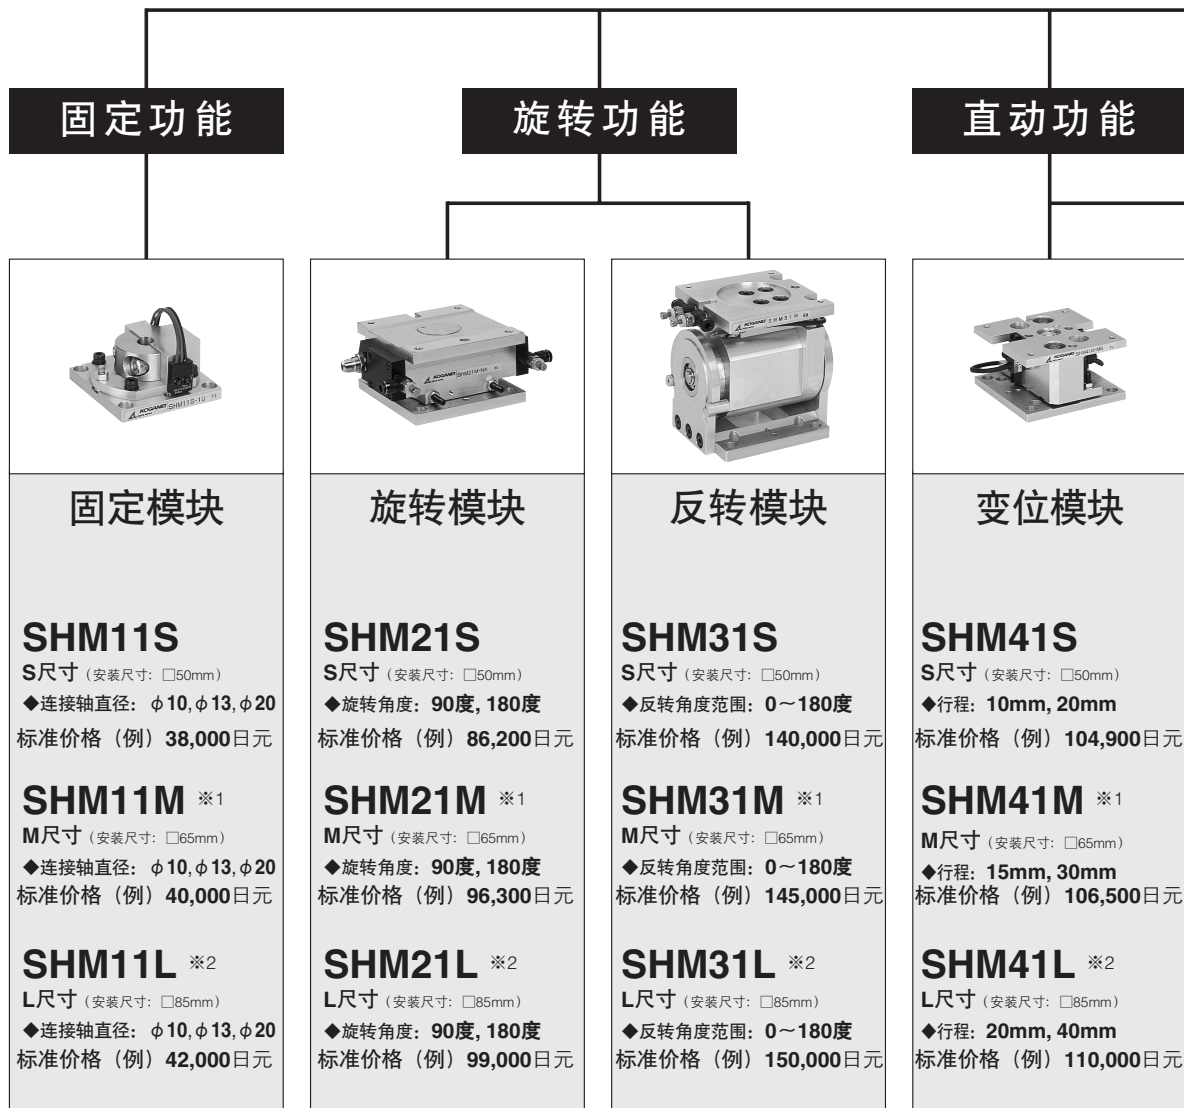 固定功能
旋转功能
直动功能
KOGANEI SHM11S-10
KOGANEI SHM21M-NA
KOGANEI SHM31M
KOGANEI
固定模块
SHM11S
S尺寸（安装尺寸：□50mm）
◆连接轴直径：φ10,φ13,φ20
标准价格（例）38,000日元
SHM11M ※1
M尺寸（安装尺寸：□65mm）
◆连接轴直径：φ10,φ13,φ20
标准价格（例）40,000日元
SHM11L ※2
L尺寸（安装尺寸：□85mm）
◆连接轴直径：φ10,φ13,φ20
标准价格（例）42,000日元
旋转模块
SHM21S
S尺寸（安装尺寸：□50mm）
◆旋转角度：90度, 180度
标准价格（例）86,200日元
SHM21M ※1
M尺寸（安装尺寸：□65mm）
◆旋转角度：90度, 180度
标准价格（例）96,300日元
SHM21L ※2
L尺寸（安装尺寸：□85mm）
◆旋转角度：90度, 180度
标准价格（例）99,000日元
反转模块
SHM31S
S尺寸（安装尺寸：□50mm）
◆反转角度范围：0～180度
标准价格（例）140,000日元
SHM31M ※1
M尺寸（安装尺寸：□65mm）
◆反转角度范围：0～180度
标准价格（例）145,000日元
SHM31L ※2
L尺寸（安装尺寸：□85mm）
◆反转角度范围：0～180度
标准价格（例）150,000日元
变位模块
SHM41S
S尺寸（安装尺寸：□50mm）
◆行程：10mm, 20mm
标准价格（例）104,900日元
SHM41M ※1
M尺寸（安装尺寸：□65mm）
◆行程：15mm, 30mm
标准价格（例）106,500日元
SHM41L ※2
L尺寸（安装尺寸：□85mm）
◆行程：20mm, 40mm
标准价格（例）110,000日元